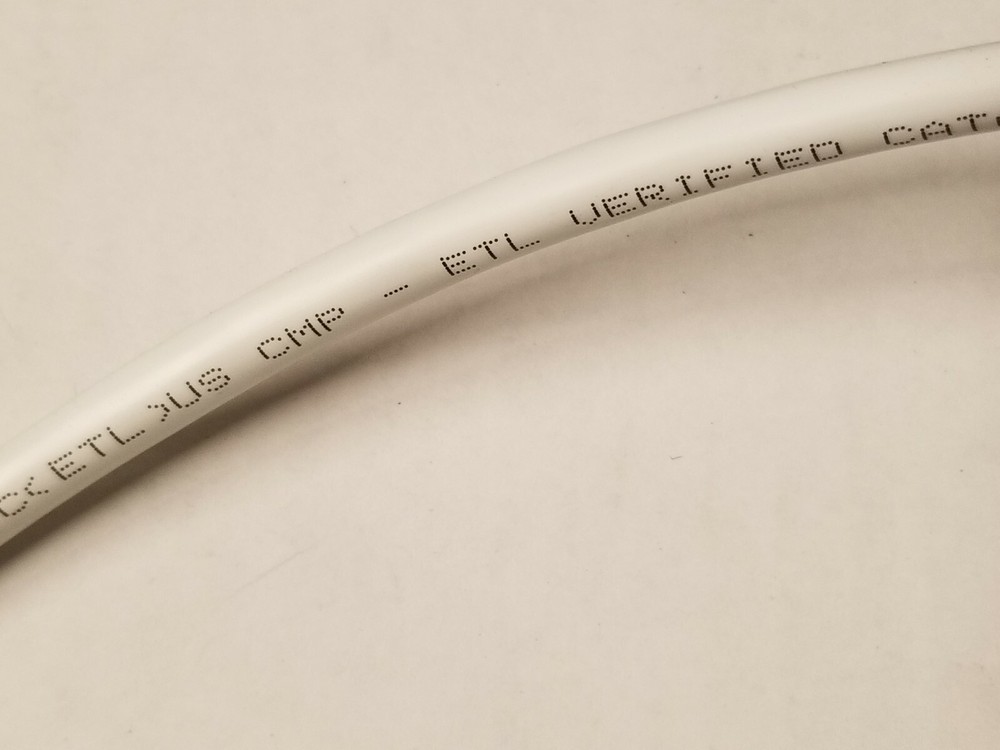 C<ETL>US CMP - ETL VERIFIED CAT